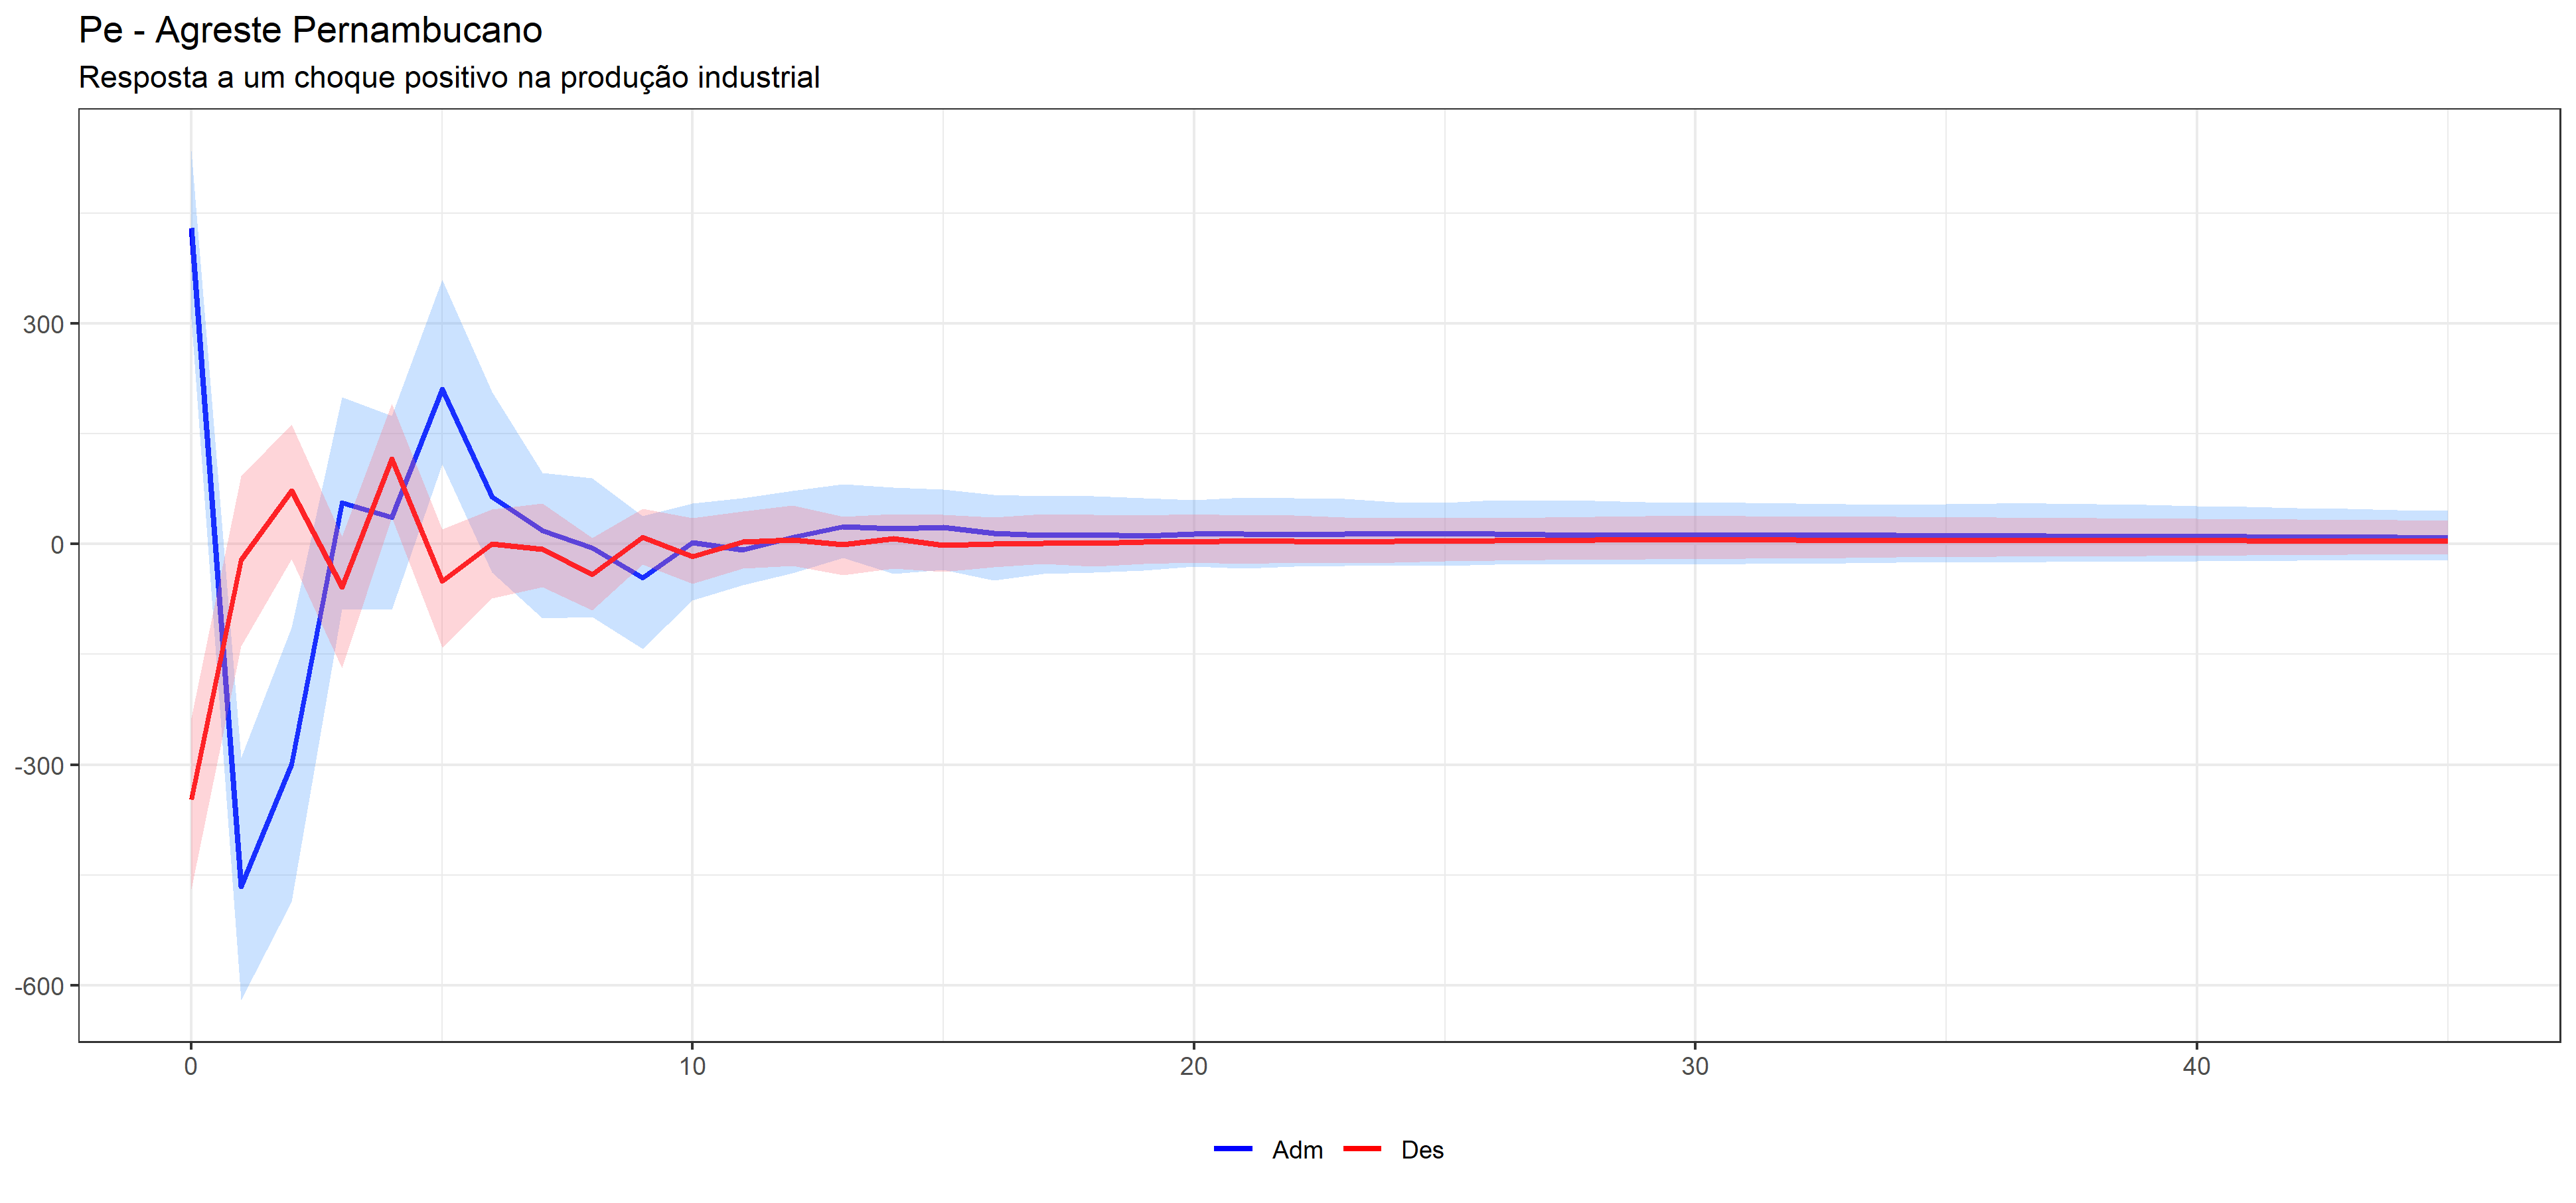 Pe - Agreste Pernambucano
Resposta a um choque positivo na produção industrial
300
0
-300
-600
0 10 20 30 40
Adm Des